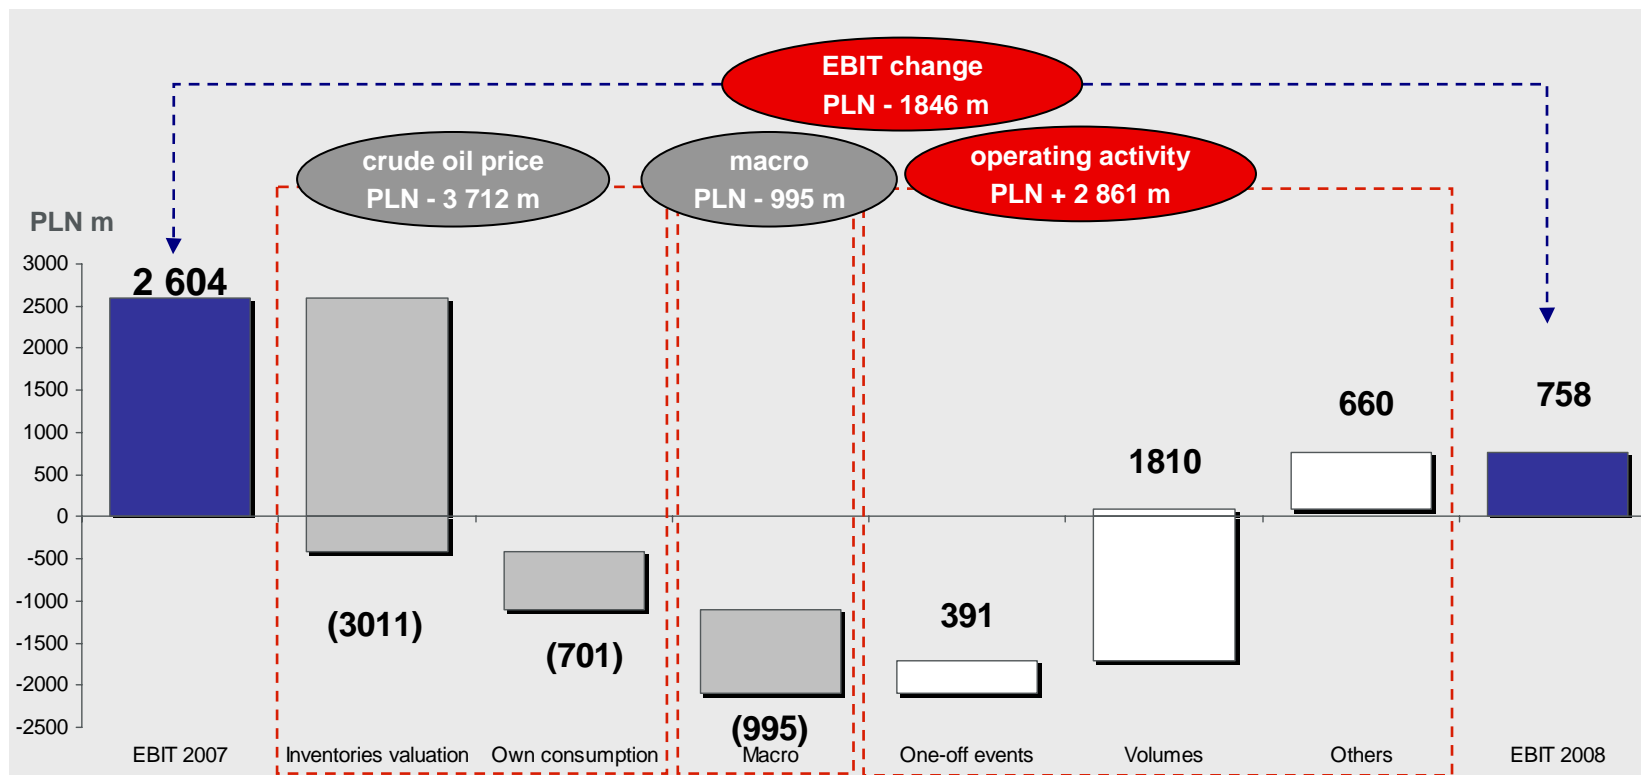 EBIT change
PLN - 1846 m
crude oil price
PLN - 3 712 m
macro
PLN - 995 m
operating activity
PLN + 2 861 m
PLN m
3000
2500
2000
1500
1000
500
0
-500
-1000
-1500
-2000
-2500
2 604
(3011)
(701)
(995)
391
1810
660
758
EBIT 2007
Inventories valuation
Own consumption
Macro
One-off events
Volumes
Others
EBIT 2008